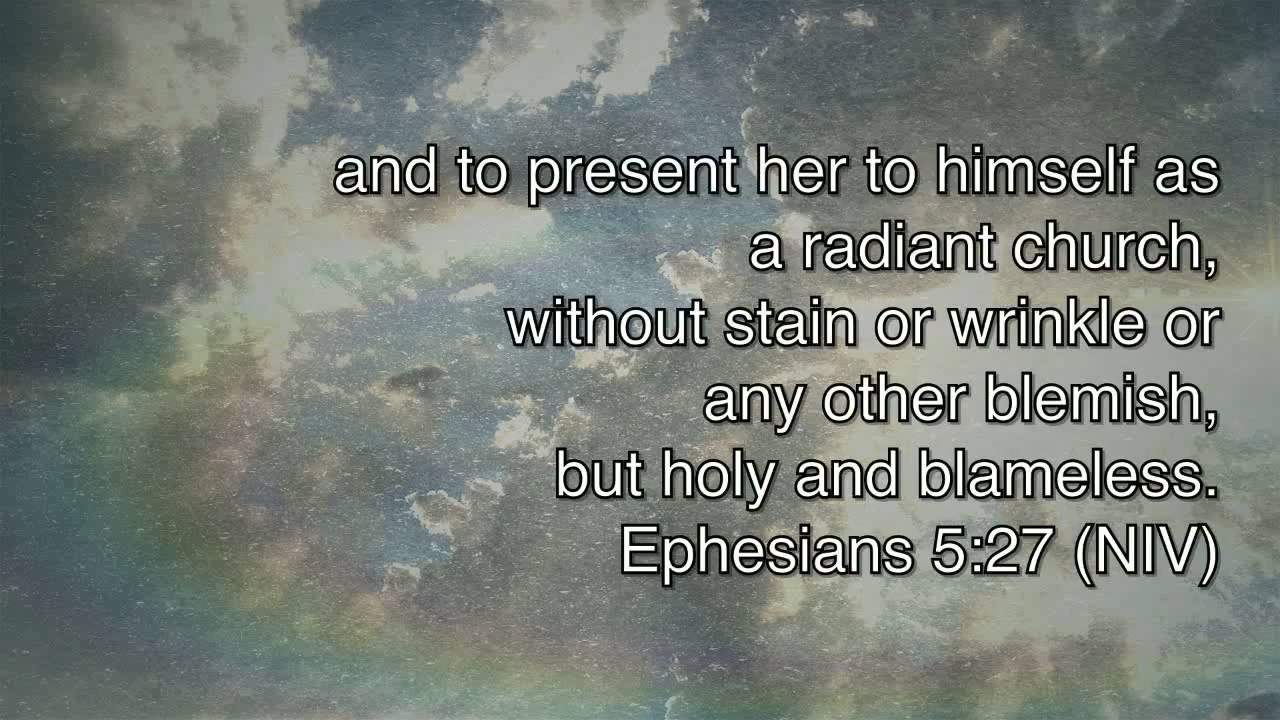 and to present her to himself as
a radiant church,
without stain or wrinkle or
any other blemish,
but holy and blameless.
Ephesians 5:27 (NIV)